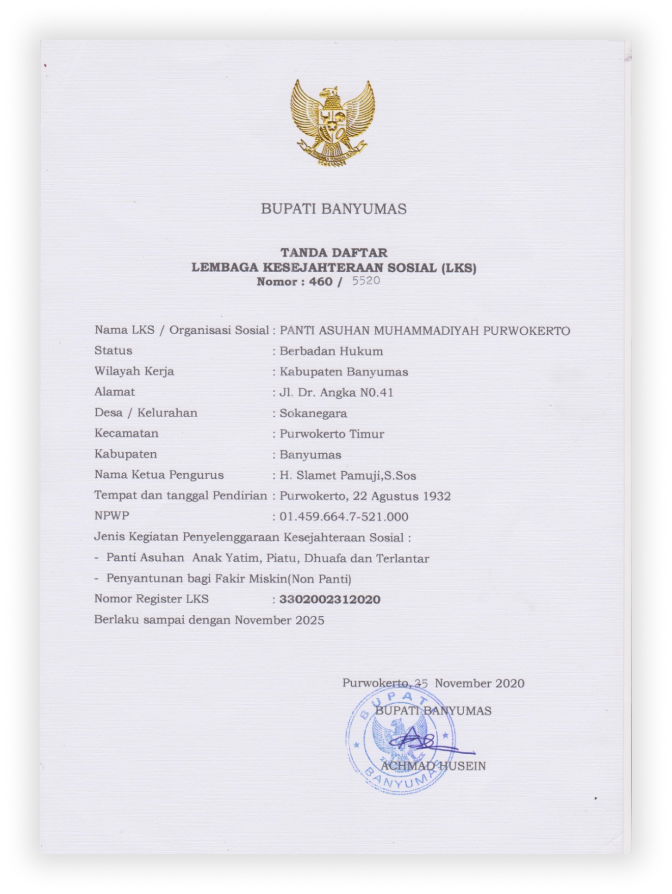 BUPATI BANYUMAS
TANDA DAFTAR
LEMBAGA KESEJAHTERAAN SOSIAL (LKS)
Nomor : 460 / 5520
Nama LKS / Organisasi Sosial : PANTI ASUHAN MUHAMMADIYAH PURWOKERTO
Status : Berbadan Hukum
Wilayah Kerja : Kabupaten Banyumas
Alamat : Jl. Dr. Angka N0.41
Desa / Kelurahan : Sokanegara
Kecamatan : Purwokerto Timur
Kabupaten : Banyumas
Nama Ketua Pengurus : H. Slamet Pamuji,S.Sos
Tempat dan tanggal Pendirian : Purwokerto, 22 Agustus 1932
NPWP : 01.459.664.7-521.000
Jenis Kegiatan Penyelenggaraan Kesejahteraan Sosial :
- Panti Asuhan Anak Yatim, Piatu, Dhuafa dan Terlantar
- Penyantunan bagi Fakir Miskin(Non Panti)
Nomor Register LKS : 3302002312020
Berlaku sampai dengan November 2025
Purwokerto, 25 November 2020
BUPATI BANYUMAS
ACHMAD HUSEIN
BUPATI
BANYUMAS